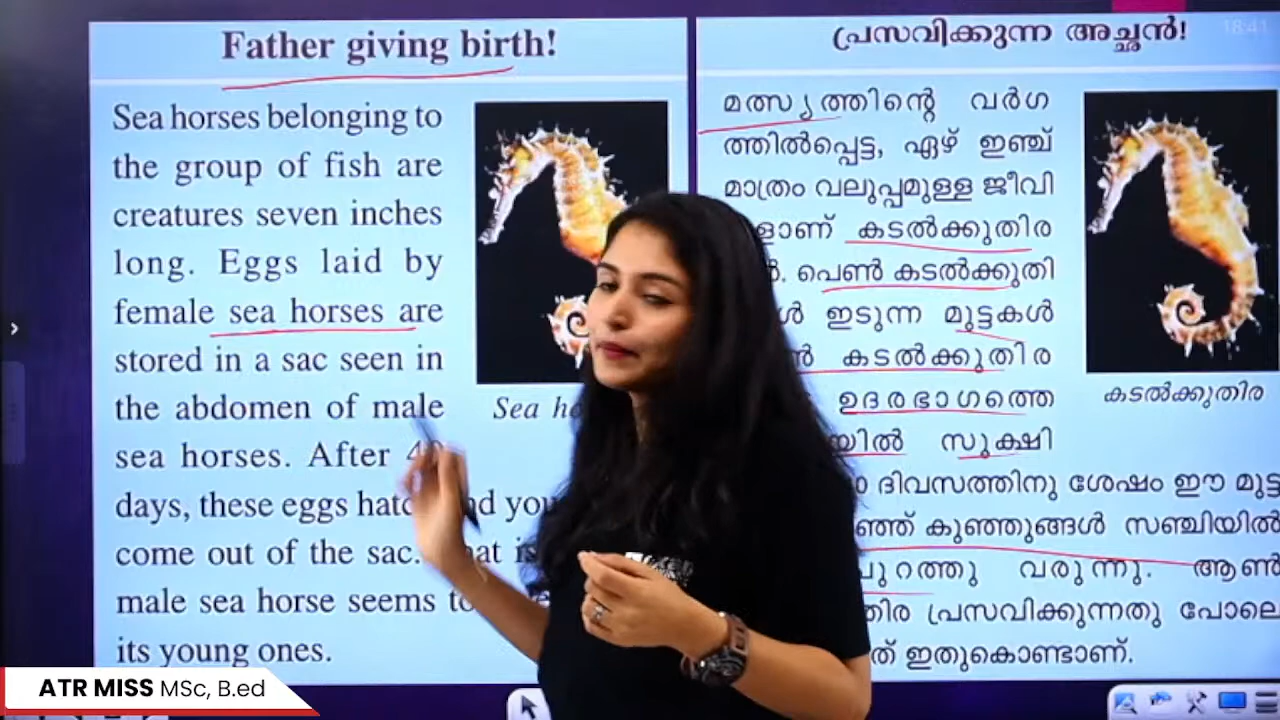 Father giving birth!
Sea horses belonging to
the group of fish are
creatures seven inches
long. Eggs laid by
female sea horses are
stored in a sac seen in
the abdomen of male
sea horses. After
days, these eggs
come out of the sac.
male sea horse seems
its young ones.
Sea
പ്രസവിക്കുന്ന അച്ഛൻ!
മത്സ്യത്തിന്റെ വർഗ
ത്തിൽപ്പെട്ട, ഏഴ് ഇഞ്ച്
മാത്രം വലുപ്പമുള്ള ജീവി
കടൽക്കുതിര
പെൺ കടൽക്കുതി
ഇടുന്ന മുട്ടകൾ
കടൽക്കുതിര
ഉദരഭാഗത്തെ
സൂക്ഷി
ദിവസത്തിനു ശേഷം ഈ മുട്ട
കുഞ്ഞുങ്ങൾ സഞ്ചിയിൽ
വരുന്നു. ആൺ
പ്രസവിക്കുന്നതു പോലെ
ഇതുകൊണ്ടാണ്.
കടൽക്കുതിര
18:41
ATR MISS MSc, B.ed